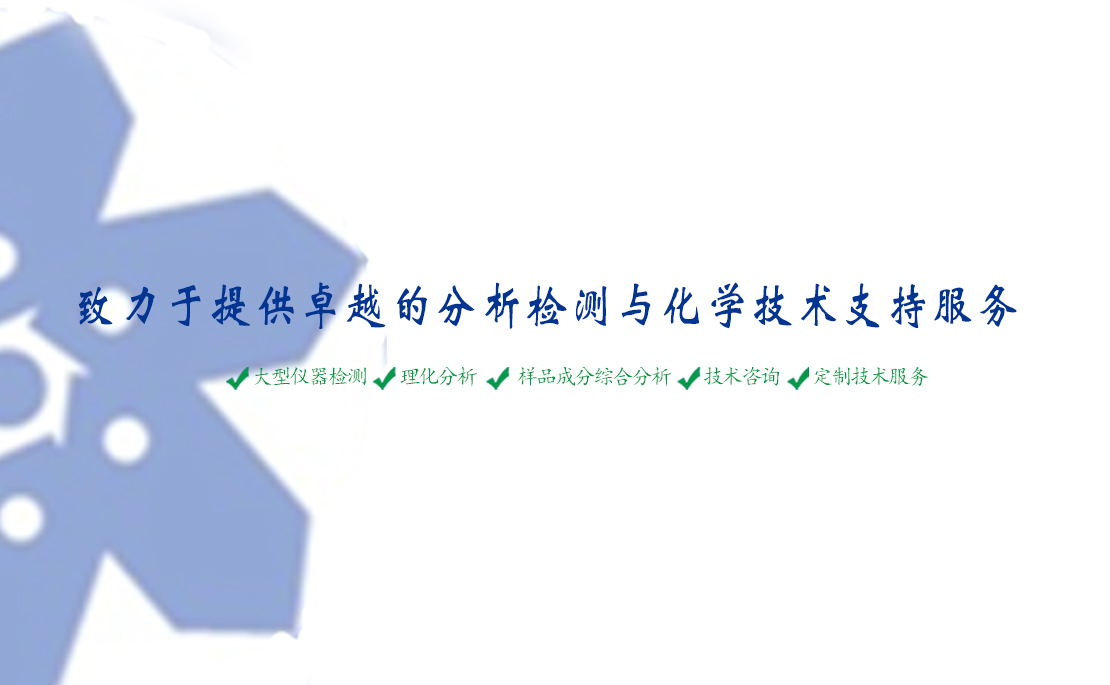 致力于提供卓越的分析检测与化学技术支持服务
大型仪器检测 理化分析 样品成分综合分析 技术咨询 定制技术服务